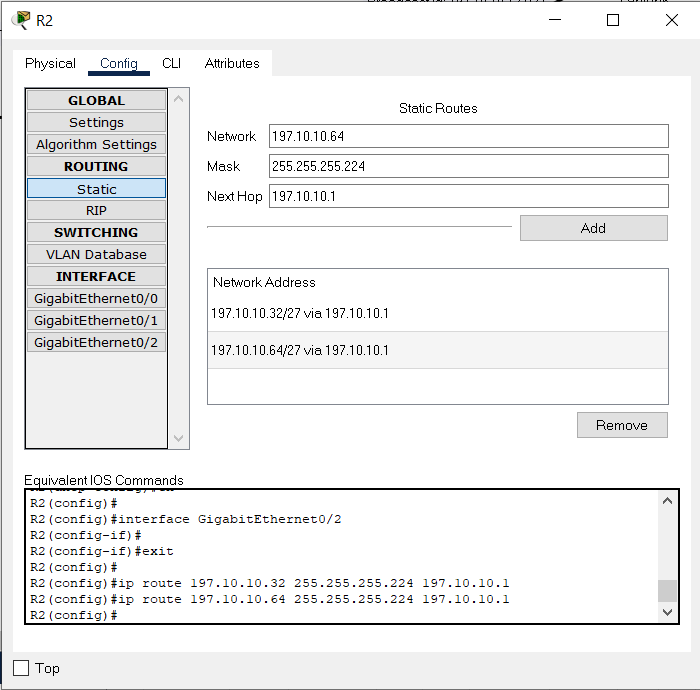 R2
Physical Config CLI Attributes
GLOBAL
Settings
Algorithm Settings
ROUTING
Static
RIP
SWITCHING
VLAN Database
INTERFACE
GigabitEthernet0/0
GigabitEthernet0/1
GigabitEthernet0/2
Static Routes
Network 197.10.10.64
Mask 255.255.255.224
Next Hop 197.10.10.1
Add
Network Address
197.10.10.32/27 via 197.10.10.1
197.10.10.64/27 via 197.10.10.1
Remove
Equivalent IOS Commands
R2(config)#
R2(config)#interface GigabitEthernet0/2
R2(config-if)#
R2(config-if)#exit
R2(config)#
R2(config)#ip route 197.10.10.32 255.255.255.224 197.10.10.1
R2(config)#ip route 197.10.10.64 255.255.255.224 197.10.10.1
R2(config)#
Top